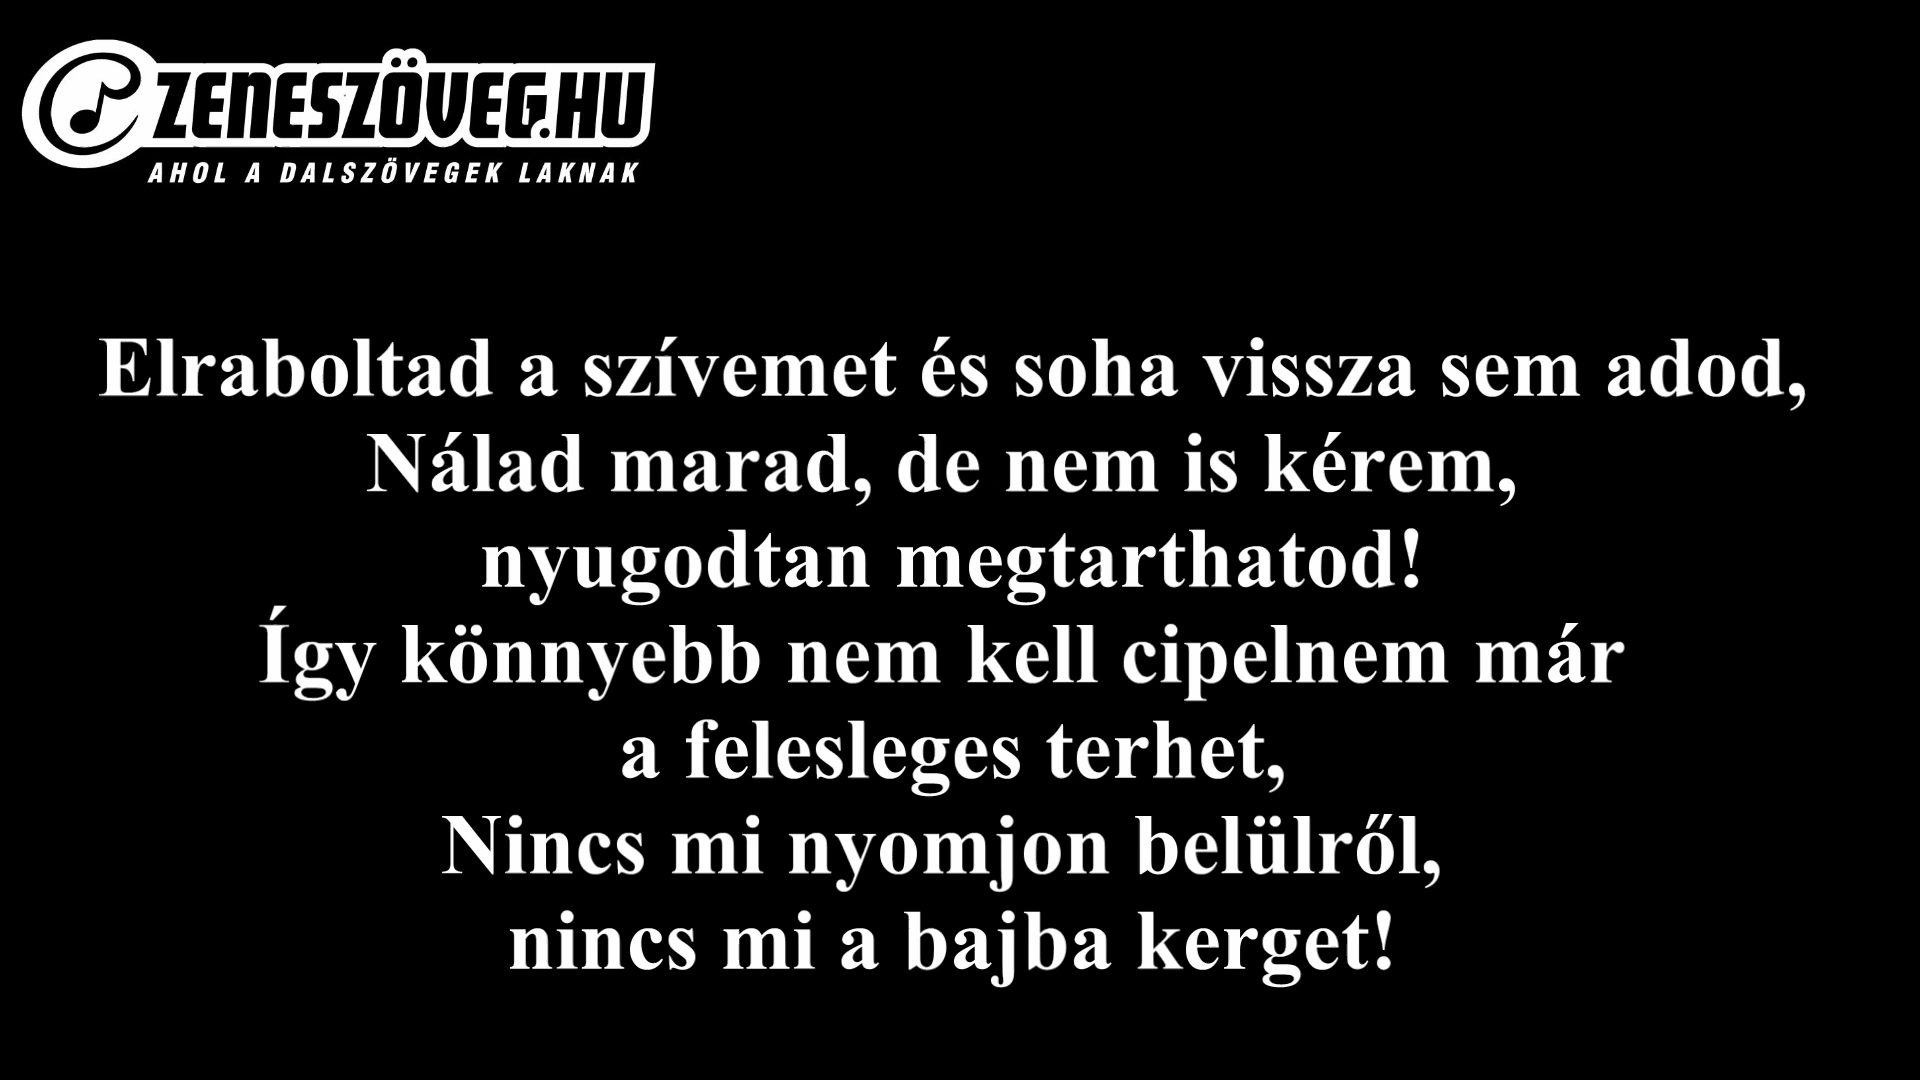 ZENESZÖVEG.HU
AHOL A DALSZÖVEGEK LAKNAK
Elraboltad a szívemet és soha vissza sem adod,
Nálad marad, de nem is kérem,
nyugodtan megtarthatod!
Így könnyebb nem kell cipelnem már
a felesleges terhet,
Nincs mi nyomjon belülről,
nincs mi a bajba kerget!